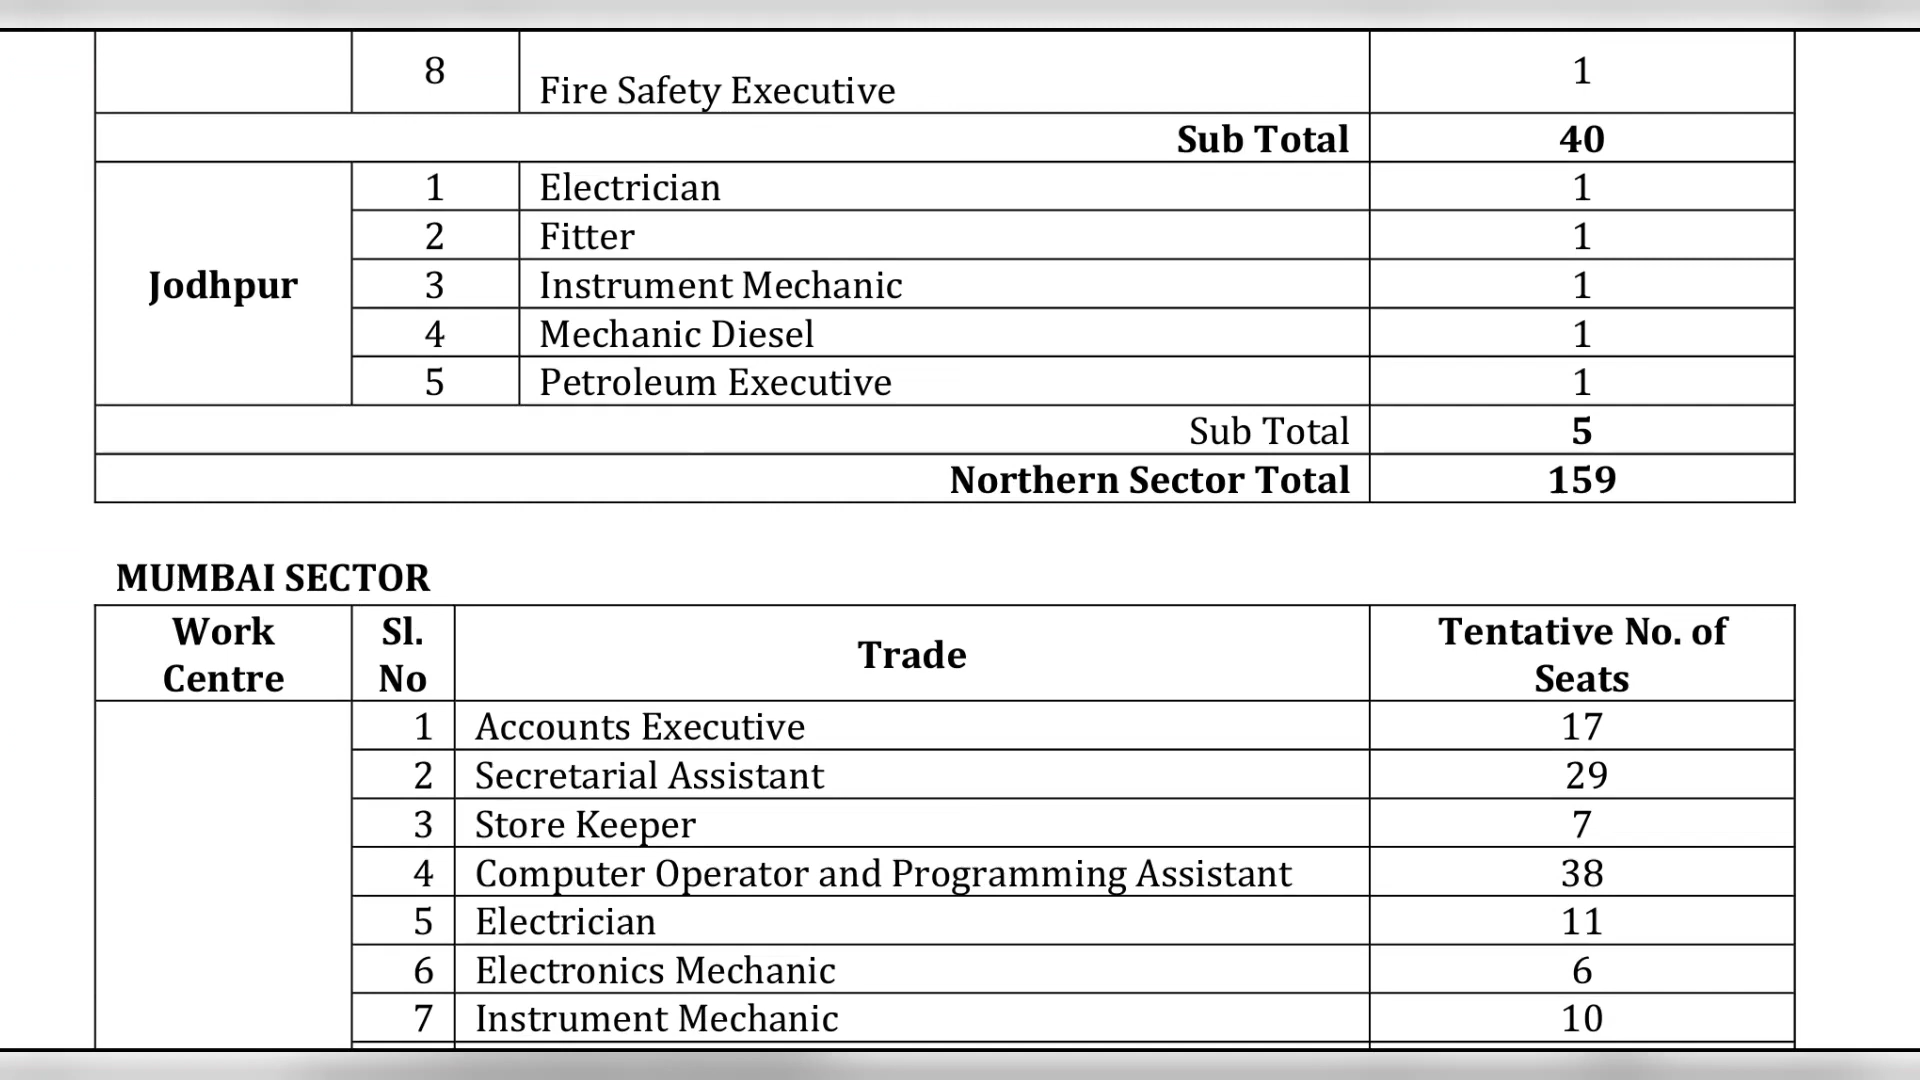 8 Fire Safety Executive 1
Sub Total 40
1 Electrician 1
2 Fitter 1
Jodhpur 3 Instrument Mechanic 1
4 Mechanic Diesel 1
5 Petroleum Executive 1
Sub Total 5
Northern Sector Total 159
MUMBAI SECTOR
Work Centre Sl. No Trade Tentative No. of Seats
1 Accounts Executive 17
2 Secretarial Assistant 29
3 Store Keeper 7
4 Computer Operator and Programming Assistant 38
5 Electrician 11
6 Electronics Mechanic 6
7 Instrument Mechanic 10